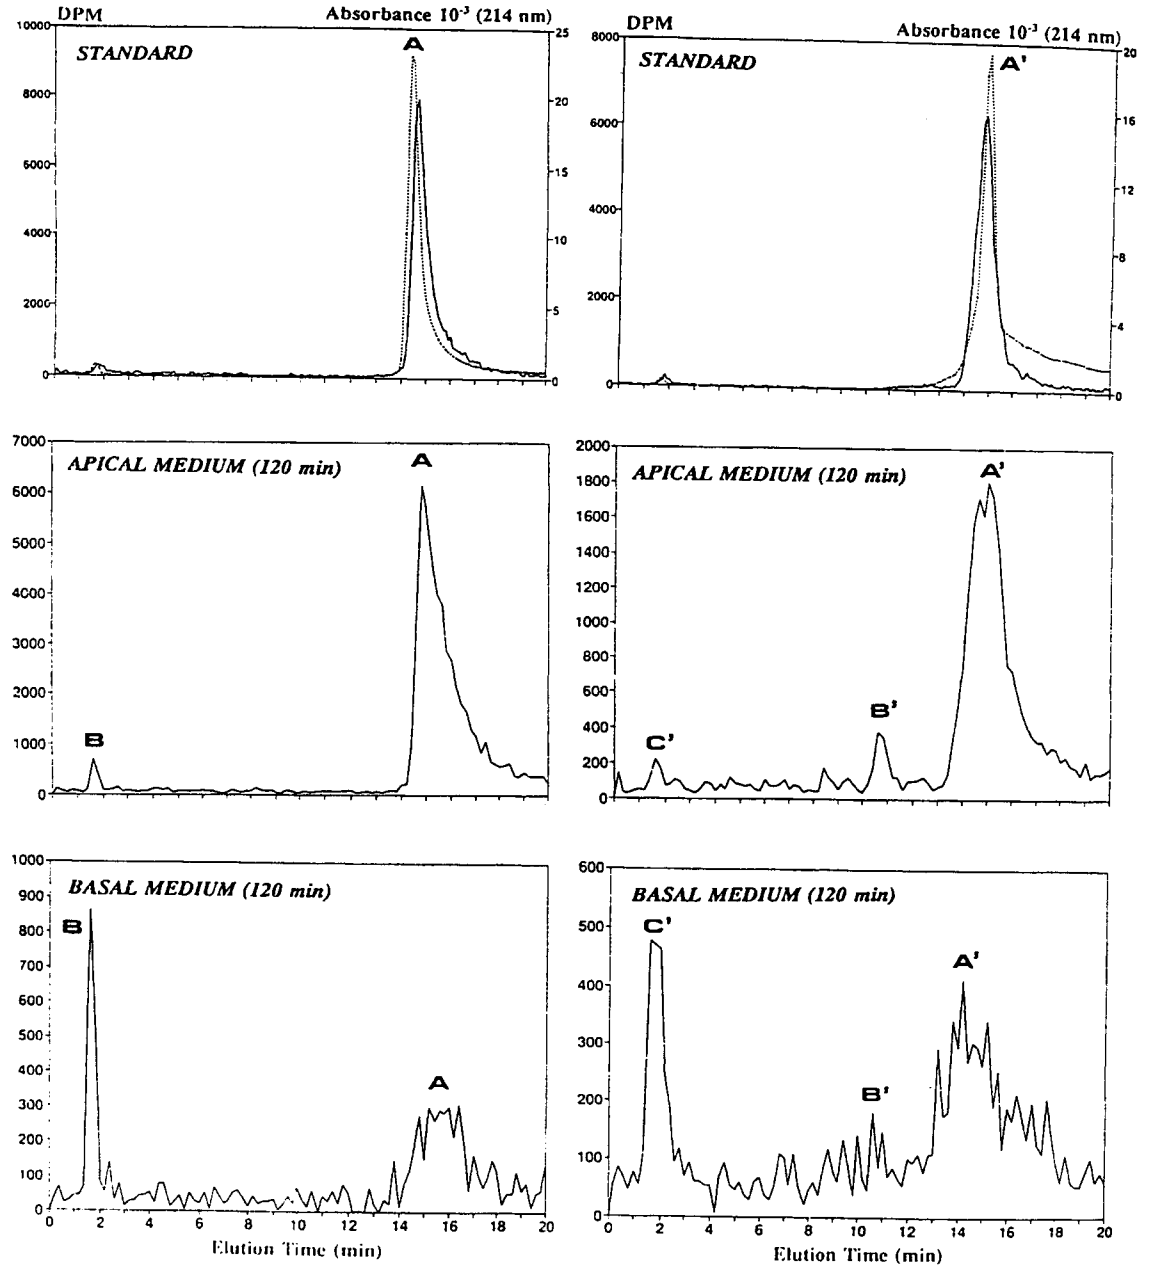 DPM Absorbance 10-3 (214 nm)
10000 25
STANDARD A
8000 20
6000 15
4000 10
2000 5
0 0
DPM Absorbance 10-3 (214 nm)
8000 20
STANDARD A'
6000 16
12
4000
8
2000 4
0 0
7000
APICAL MEDIUM (120 min) A
6000
5000
4000
3000
2000
1000 B
0
2000
APICAL MEDIUM (120 min) A'
1800
1600
1400
1200
1000
800
600
400 B'
200 C'
0
1000
BASAL MEDIUM (120 min)
900
B
800
700
600
500
400
A
300
200
100
0
0 2 4 6 8 10 12 14 16 18 20
Elution Time (min)
600
BASAL MEDIUM (120 min)
500 C'
A'
400
300
200 B'
100
0
0 2 4 6 8 10 12 14 16 18 20
Elution Time (min)